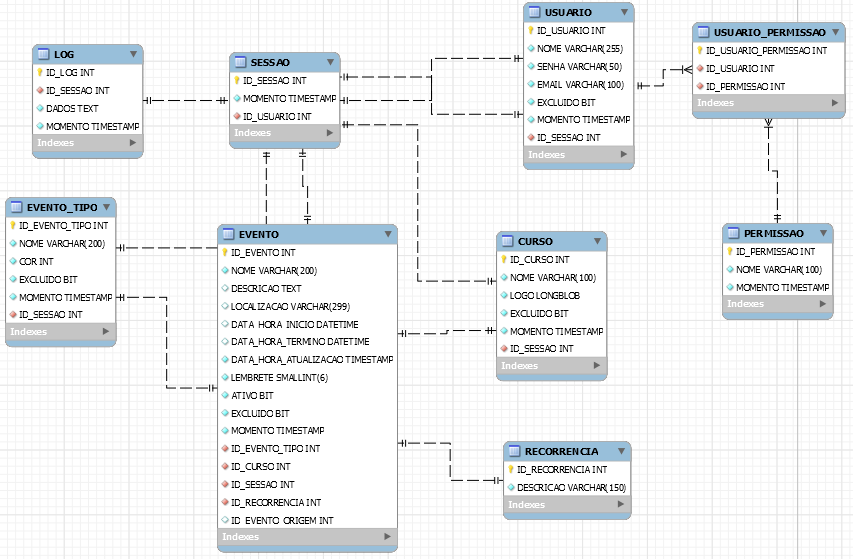 LOG
ID_LOG INT
ID_SESSAO INT
DADOS TEXT
MOMENTO TIMESTAMP
Indexes
SESSAO
ID_SESSAO INT
MOMENTO TIMESTAMP
ID_USUARIO INT
Indexes
USUARIO
ID_USUARIO INT
NOME VARCHAR(255)
SENHA VARCHAR(50)
EMAIL VARCHAR(100)
EXCLUIDO BIT
MOMENTO TIMESTAMP
ID_SESSAO INT
Indexes
USUARIO_PERMISSAO
ID_USUARIO_PERMISSAO INT
ID_USUARIO INT
ID_PERMISSAO INT
Indexes
EVENTO_TIPO
ID_EVENTO_TIPO INT
NOME VARCHAR(200)
COR INT
EXCLUIDO BIT
MOMENTO TIMESTAMP
ID_SESSAO INT
Indexes
EVENTO
ID_EVENTO INT
NOME VARCHAR(200)
DESCRICAO TEXT
LOCALIZACAO VARCHAR(299)
DATA_HORA_INICIO DATETIME
DATA_HORA_TERMINO DATETIME
DATA_HORA_ATUALIZACAO TIMESTAMP
LEMBRETE SMALLINT(6)
ATIVO BIT
EXCLUIDO BIT
MOMENTO TIMESTAMP
ID_EVENTO_TIPO INT
ID_CURSO INT
ID_SESSAO INT
ID_RECORRENCIA INT
ID_EVENTO_ORIGEM INT
Indexes
CURSO
ID_CURSO INT
NOME VARCHAR(100)
LOGO LONGBLOB
EXCLUIDO BIT
MOMENTO TIMESTAMP
ID_SESSAO INT
Indexes
PERMISSAO
ID_PERMISSAO INT
NOME VARCHAR(100)
MOMENTO TIMESTAMP
Indexes
RECORRENCIA
ID_RECORRENCIA INT
DESCRICAO VARCHAR(150)
Indexes